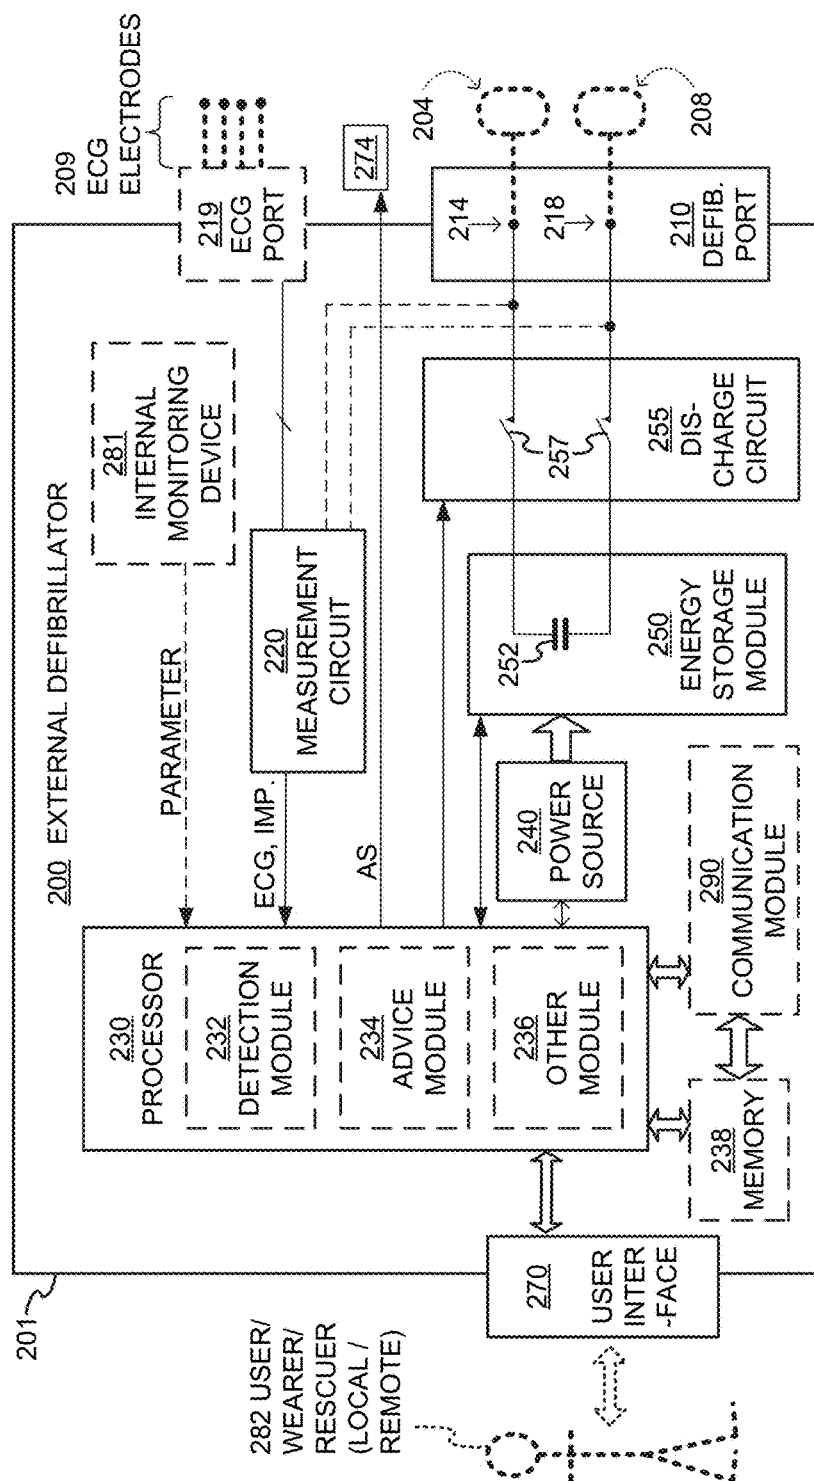 200 EXTERNAL DEFIBRILLATOR
201
282 USER/
WEARER/
RESCUER
(LOCAL /
REMOTE)
270
USER
INTER
-FACE
230
PROCESSOR
232
DETECTION
MODULE
234
ADVICE
MODULE
236
OTHER
MODULE
238
MEMORY
290
COMMUNICATION
MODULE
PARAMETER
ECG, IMP.
AS
281
INTERNAL
MONITORING
DEVICE
220
MEASUREMENT
CIRCUIT
240
POWER
SOURCE
252
250
ENERGY
STORAGE
MODULE
257
255
DIS-
CHARGE
CIRCUIT
209
ECG
ELECTRODES
219
ECG
PORT
274
214
218
210
DEFIB.
PORT
204
208